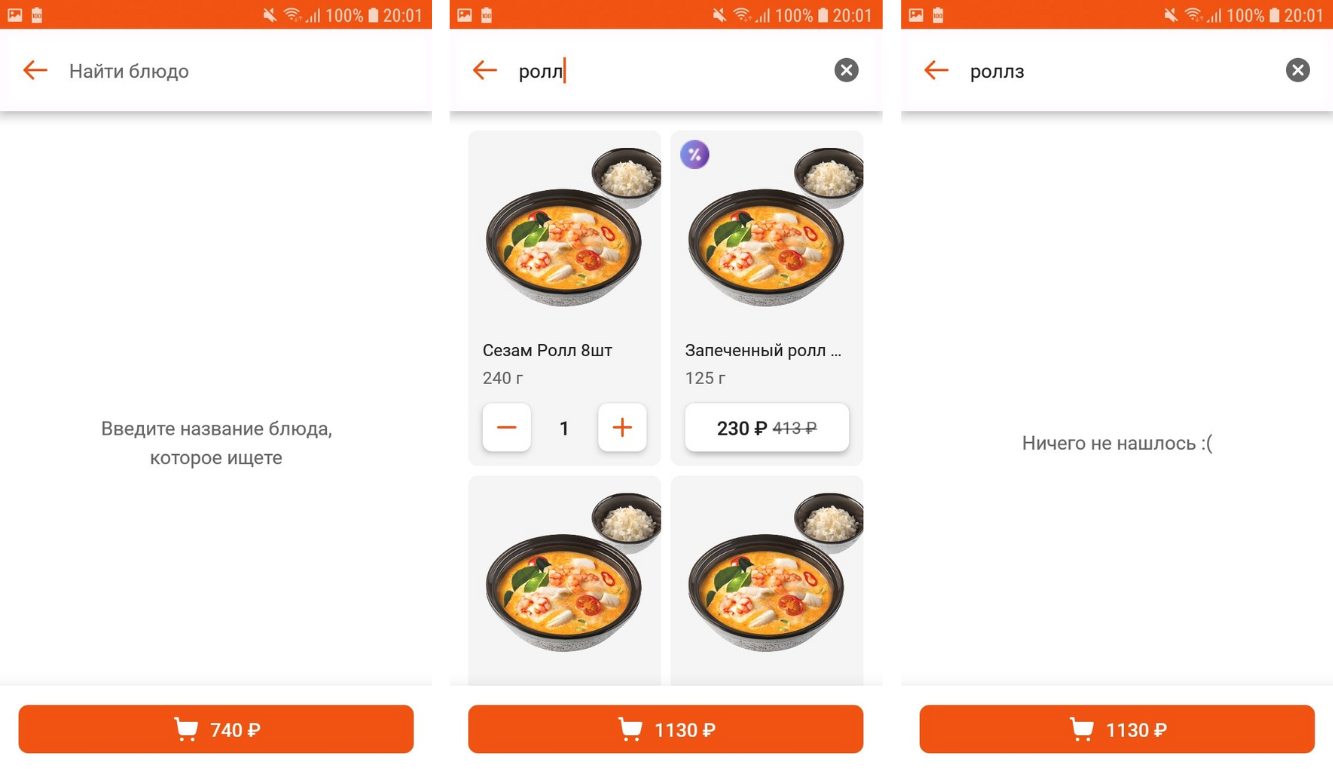 100% 20:01
Найти блюдо
Введите название блюда,
которое ищете
740 ₽
100% 20:01
ролл
%
Сезам Ролл 8шт
240 г
1
Запеченный ролл ...
125 г
230 ₽ 413 ₽
1130 ₽
100% 20:01
роллз
Ничего не нашлось :(
1130 ₽